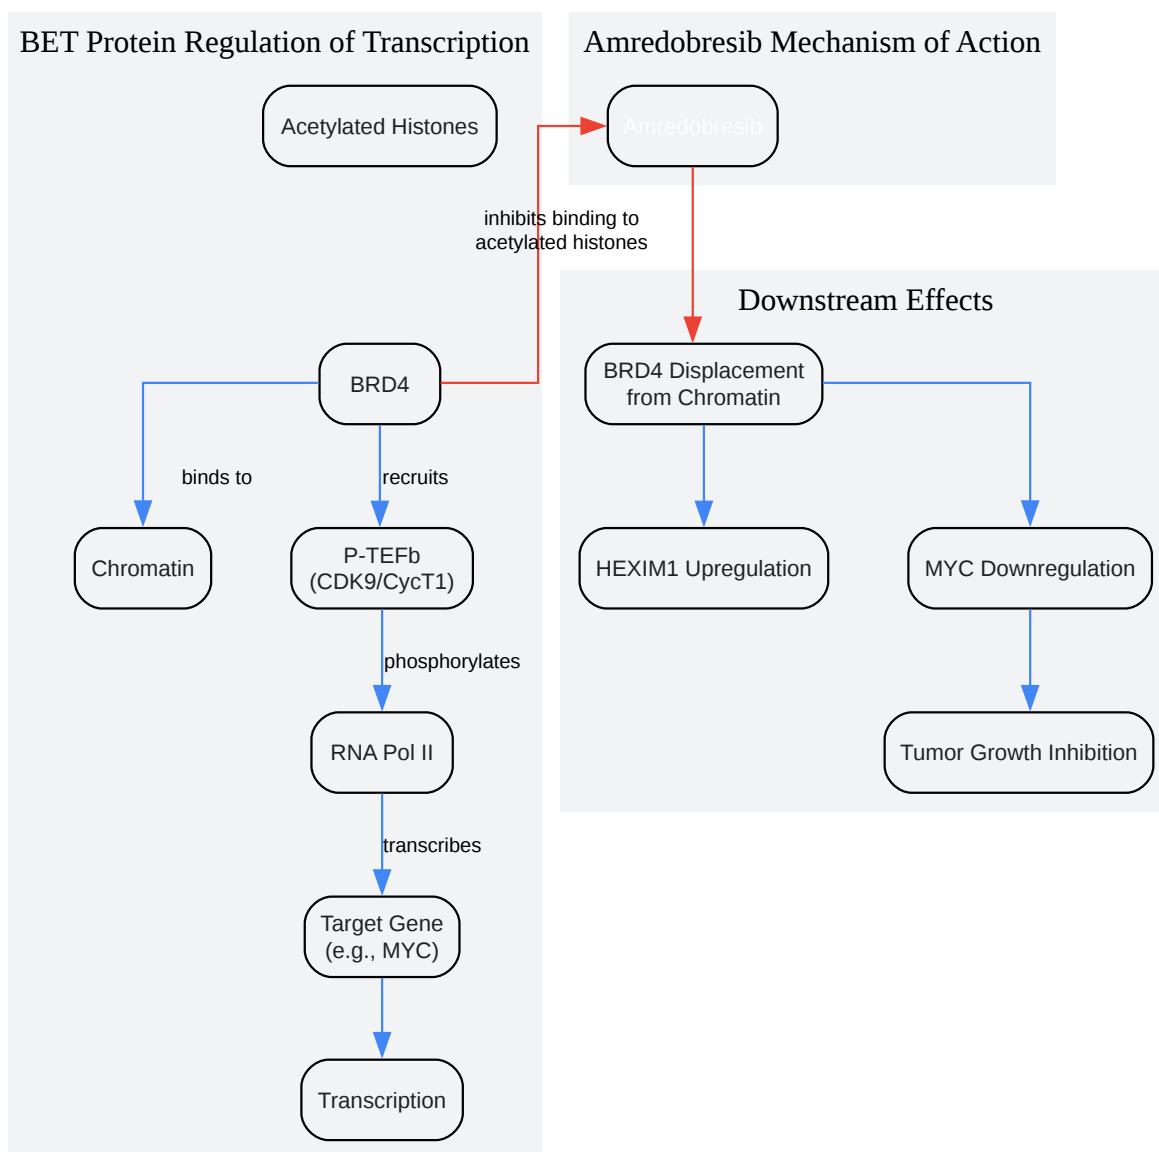 BET Protein Regulation of Transcription
Amredobresib Mechanism of Action
Acetylated Histones
Amredobresib
inhibits binding to
acetylated histones
Downstream Effects
BRD4
BRD4 Displacement
from Chromatin
binds to
recruits
Chromatin
P-TEFb
(CDK9/CycT1)
HEXIM1 Upregulation
MYC Downregulation
phosphorylates
RNA Pol II
Tumor Growth Inhibition
transcribes
Target Gene
(e.g., MYC)
Transcription